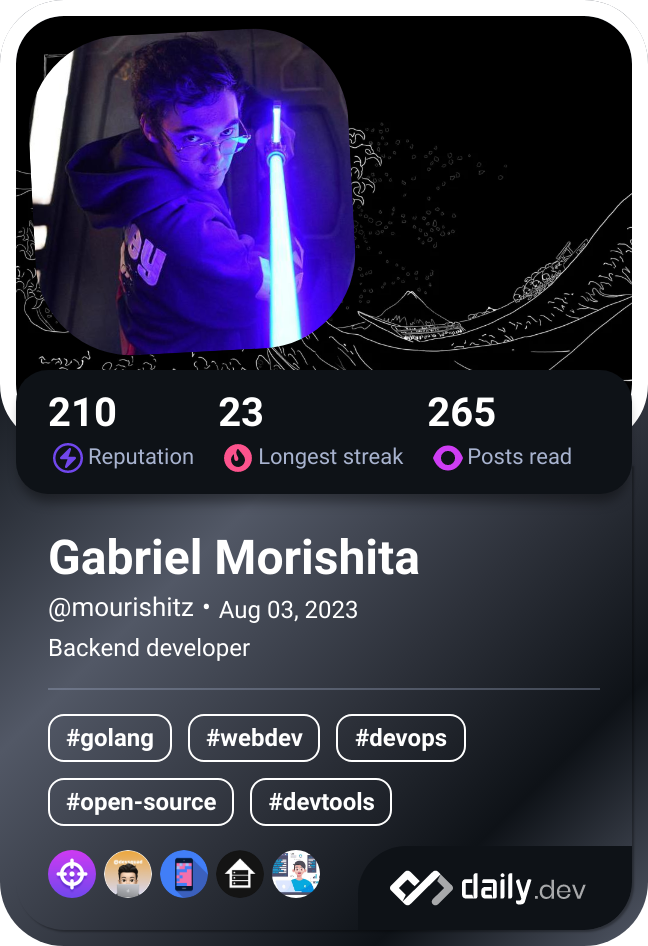 210 23 265
Reputation Longest streak Posts read
Gabriel Morishita
@mourishitz • Aug 03, 2023
Backend developer
#golang #webdev #devops
#open-source #devtools
daily.dev